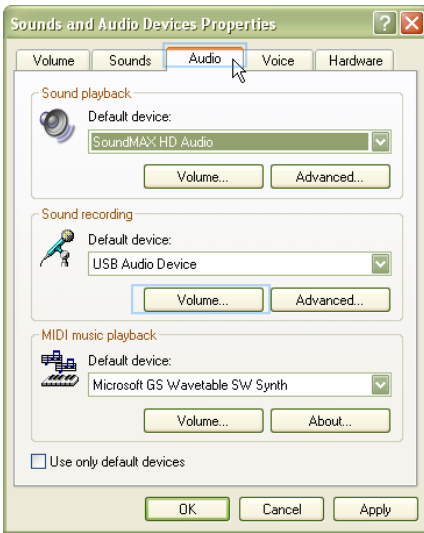 Sounds and Audio Devices Properties
Volume Sounds Audio Voice Hardware
Sound playback
Default device:
SoundMAX HD Audio
Volume... Advanced...
Sound recording
Default device:
USB Audio Device
Volume... Advanced...
MIDI music playback
Default device:
Microsoft GS Wavetable SW Synth
Volume... About...
Use only default devices
OK Cancel Apply